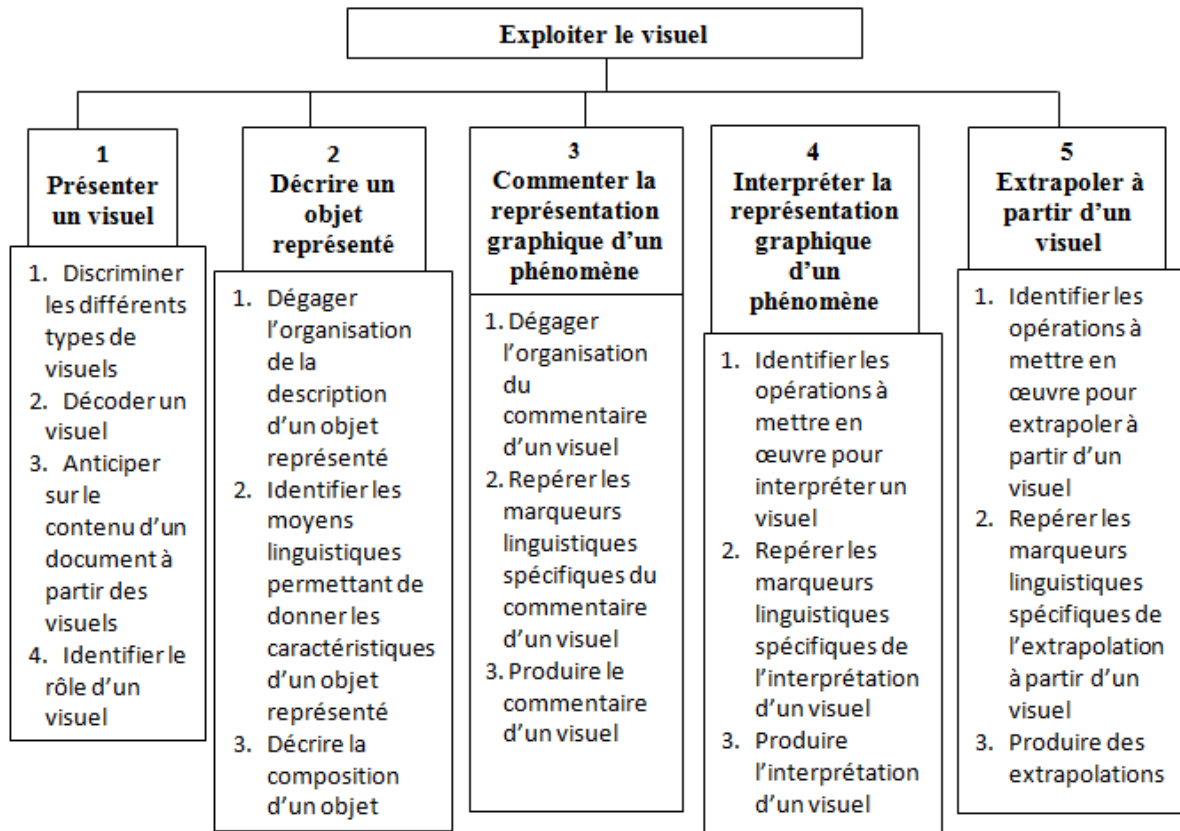 Exploiter le visuel
1
Présenter
un visuel
1. Discriminer
les différents
types de
visuels
2. Décoder un
visuel
3. Anticiper
sur le
contenu d’un
document à
partir des
visuels
4. Identifier le
rôle d’un
visuel
2
Décrire un
objet
représenté
1. Dégager
l’organisation
de la
description
d’un objet
représenté
2. Identifier les
moyens
linguistiques
permettant de
donner les
caractéristiques
d’un objet
représenté
3. Décrire la
composition
d’un objet
3
Commenter la
représentation
graphique d’un
phénomène
1. Dégager
l’organisation
du
commentaire
d’un visuel
2. Repérer les
marqueurs
linguistiques
spécifiques du
commentaire
d’un visuel
3. Produire le
commentaire
d’un visuel
4
Interpréter la
représentation
graphique
d’un
phénomène
1. Identifier les
opérations à
mettre en
œuvre pour
interpréter un
visuel
2. Repérer les
marqueurs
linguistiques
spécifiques de
l’interprétation
d’un visuel
3. Produire
l’interprétation
d’un visuel
5
Extrapoler à
partir d’un
visuel
1. Identifier les
opérations à
mettre en
œuvre pour
extrapoler à
partir d’un
visuel
2. Repérer les
marqueurs
linguistiques
spécifiques de
l’extrapolation
à partir d’un
visuel
3. Produire des
extrapolations